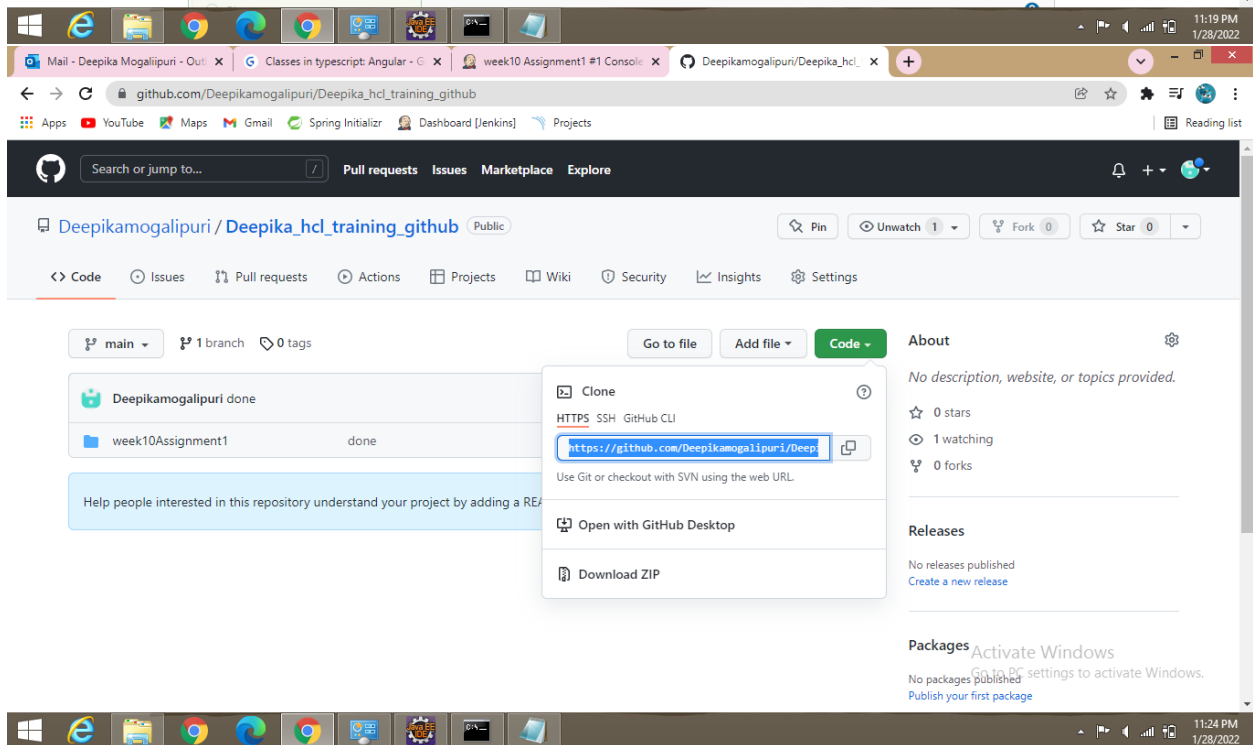 11:19 PM
1/28/2022
Mail - Deepika Mogaliipuri - Out
Classes in typescript: Angular - G
week10 Assignment1 #1 Console
Deepikamogalipuri/Deepika_hcl_
github.com/Deepikamogalipuri/Deepika_hcl_training_github
Apps YouTube Maps Gmail Spring Initializr Dashboard [Jenkins] Projects Reading list
Search or jump to... / Pull requests Issues Marketplace Explore
Deepikamogalipuri / Deepika_hcl_training_github Public
Pin Unwatch 1 Fork 0 Star 0
Code Issues Pull requests Actions Projects Wiki Security Insights Settings
main 1 branch 0 tags Go to file Add file Code
About
No description, website, or topics provided.
0 stars
1 watching
0 forks
Deepikamogalipuri done
week10Assignment1 done
Help people interested in this repository understand your project by adding a REA
Clone
HTTPS SSH GitHub CLI
https://github.com/Deepikamogalipuri/Deepi
Use Git or checkout with SVN using the web URL.
Open with GitHub Desktop
Download ZIP
Releases
No releases published
Create a new release
Packages
No packages published
Publish your first package
Activate Windows
Go to PC settings to activate Windows.
11:24 PM
1/28/2022